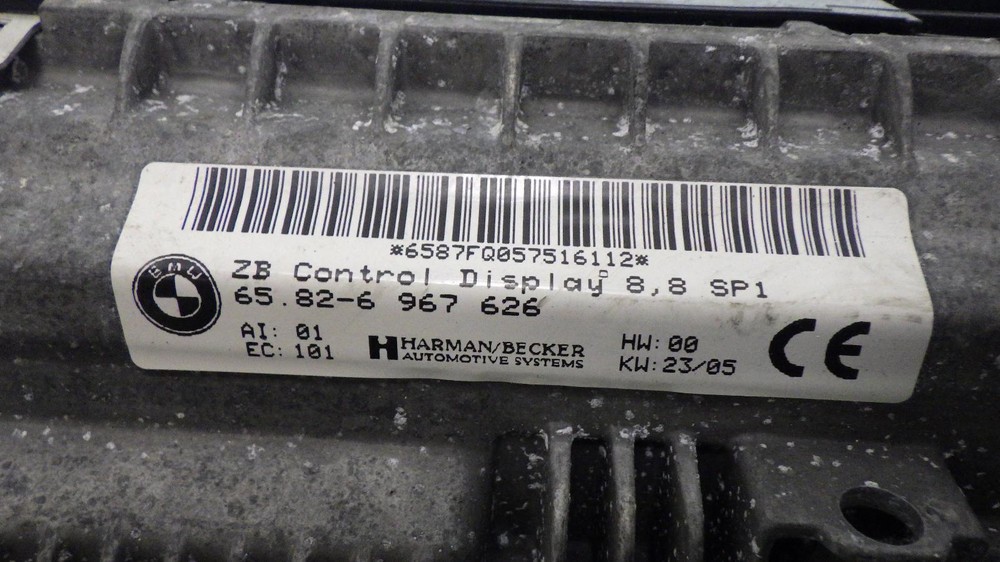 *6587FQ057516112*
BMW
ZB Control Display 8,8 SP1
65.82-6 967 626
AI: 01
EC: 101
HARMAN/BECKER
AUTOMOTIVE SYSTEMS
HW: 00
KW: 23/05
CE